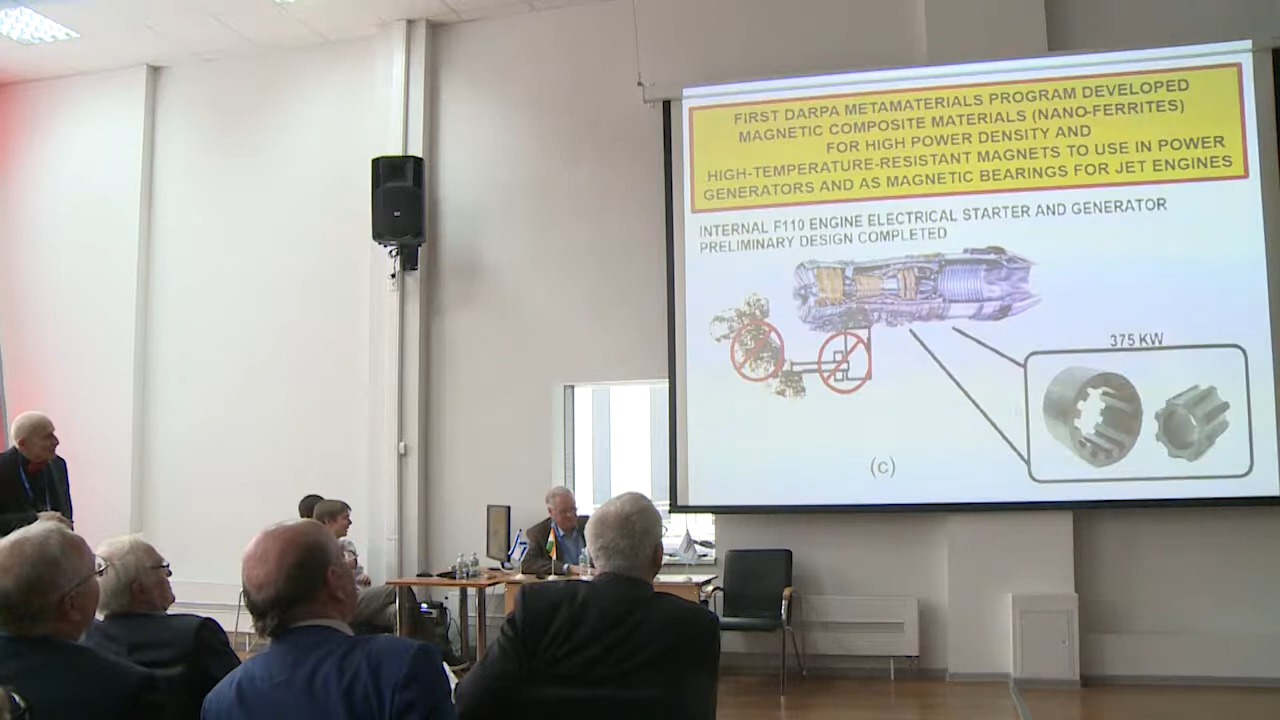 FIRST DARPA METAMATERIALS PROGRAM DEVELOPED
MAGNETIC COMPOSITE MATERIALS (NANO-FERRITES)
FOR HIGH POWER DENSITY AND
HIGH-TEMPERATURE-RESISTANT MAGNETS TO USE IN POWER
GENERATORS AND AS MAGNETIC BEARINGS FOR JET ENGINES
INTERNAL F110 ENGINE ELECTRICAL STARTER AND GENERATOR
PRELIMINARY DESIGN COMPLETED
375 KW
(c)